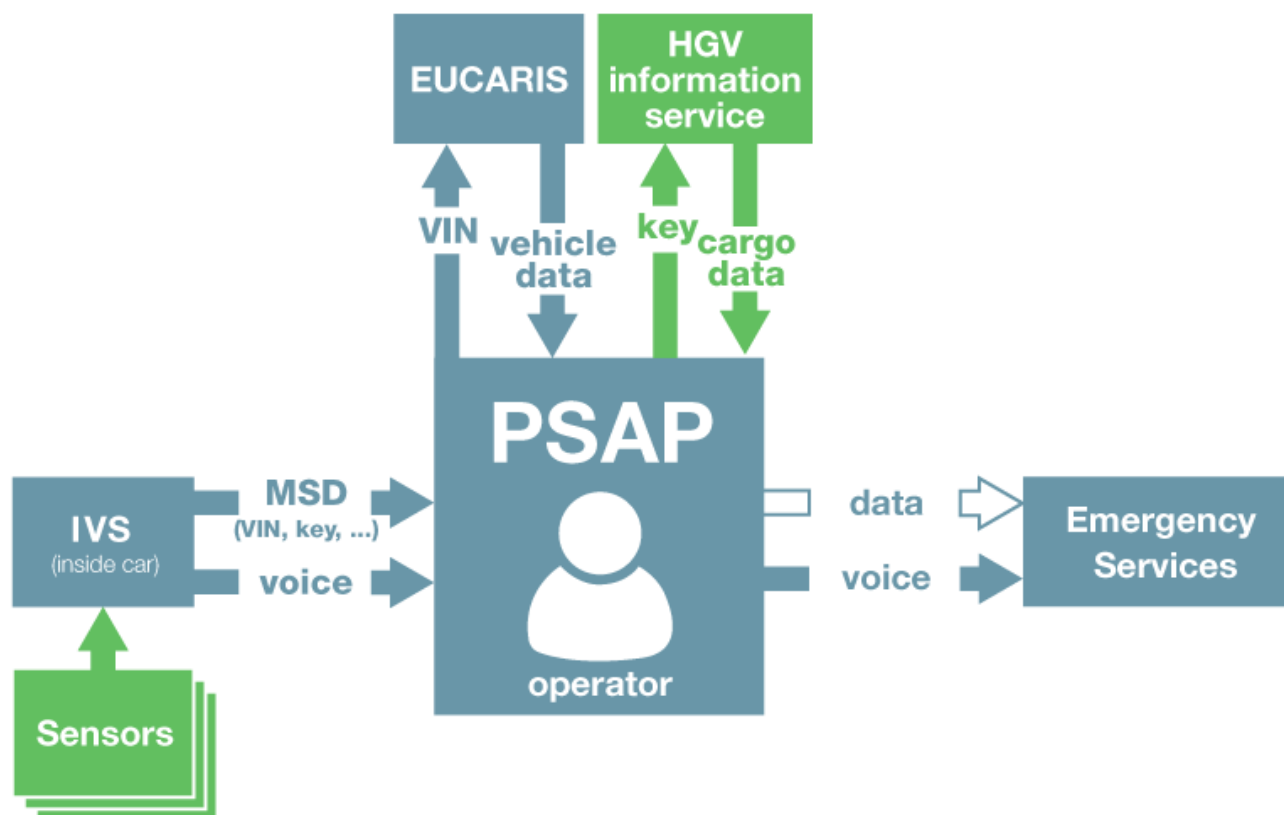 EUCARIS
HGV
information
service
VIN
vehicle
data
key
cargo
data
PSAP
operator
IVS
(inside car)
MSD
(VIN, key, ...)
voice
Sensors
data
voice
Emergency
Services